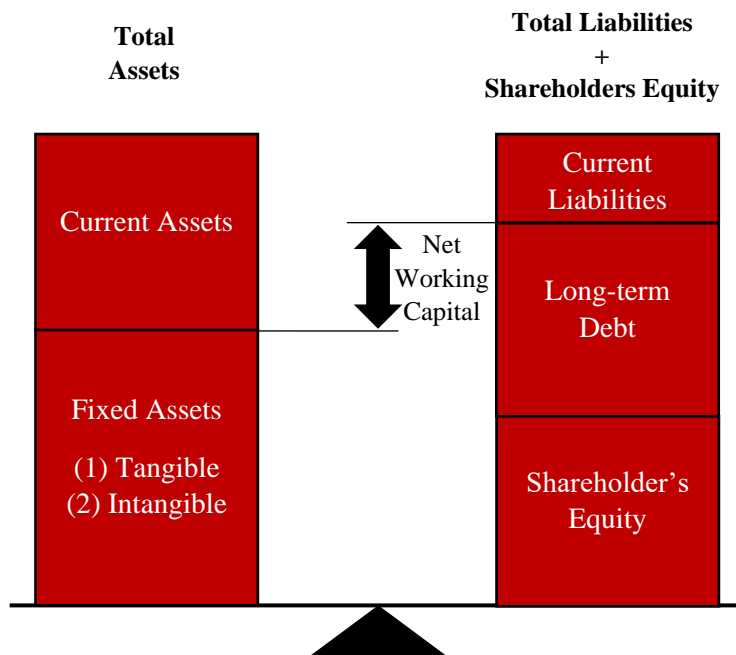 Total
Assets
Total Liabilities
+
Shareholders Equity
Current Assets
Fixed Assets
(1) Tangible
(2) Intangible
Net
Working
Capital
Current
Liabilities
Long-term
Debt
Shareholder’s
Equity